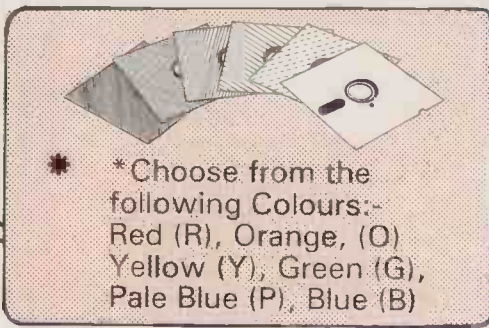 *Choose from the
following Colours:-
Red (R), Orange, (O)
Yellow (Y), Green (G),
Pale Blue (P), Blue (B)